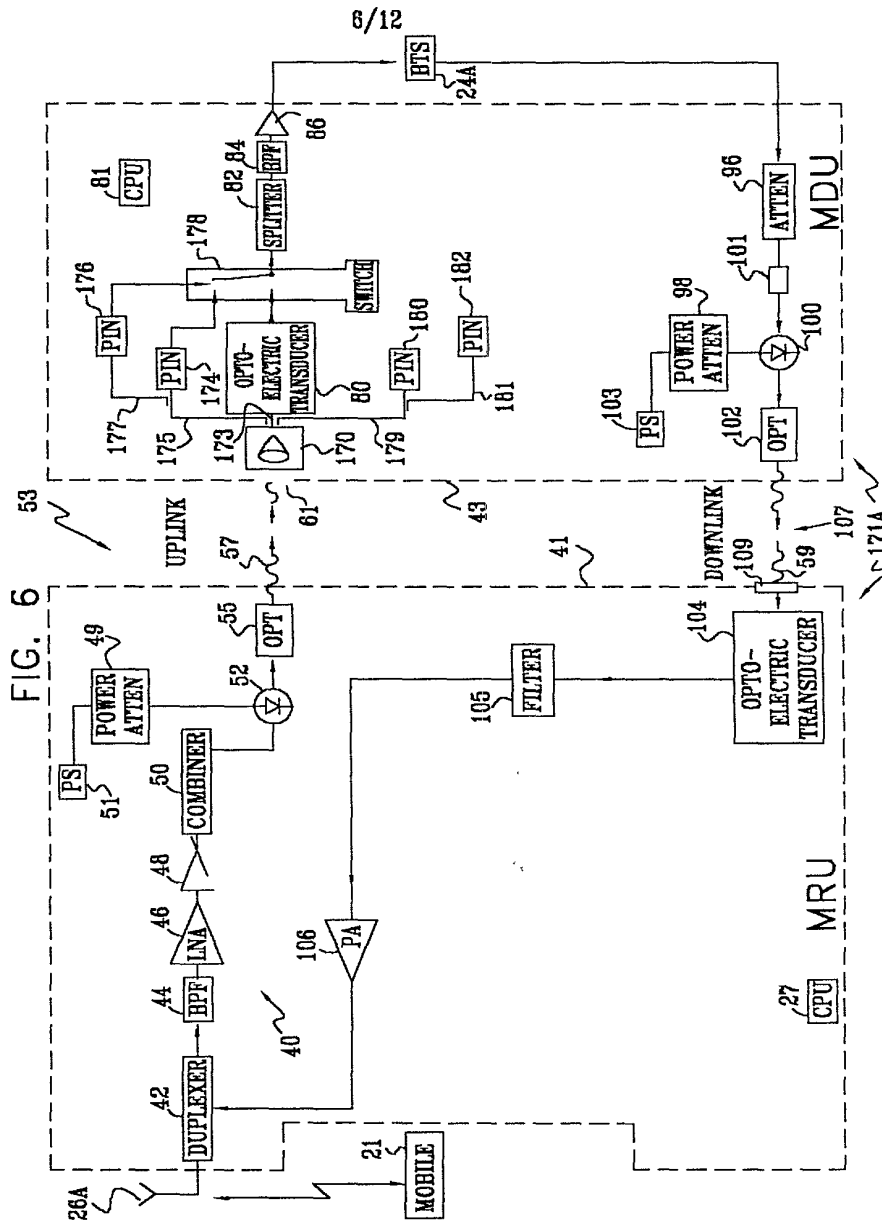 6/12
FIG. 6
53
26A
42
DUPLEXER
44
BPF
46
LNA
48
50
COMBINER
PS
51
49
POWER
ATTEN
52
55
OPT
57
UPLINK
61
40
21
MOBILE
106
PA
105
FILTER
104
OPTO-
ELECTRIC
TRANSDUCER
109
59
DOWNLINK
107
171A
41
43
27
CPU
MRU
177
175
173
170
179
181
176
PIN
PIN
174
178
SWITCH
OPTO-
ELECTRIC
TRANSDUCER
80
PIN
180
PIN
182
81
CPU
82
SPLITTER
84
BPF
86
BTS
24A
96
ATTEN
101
98
POWER
ATTEN
103
PS
100
102
OPT
MDU